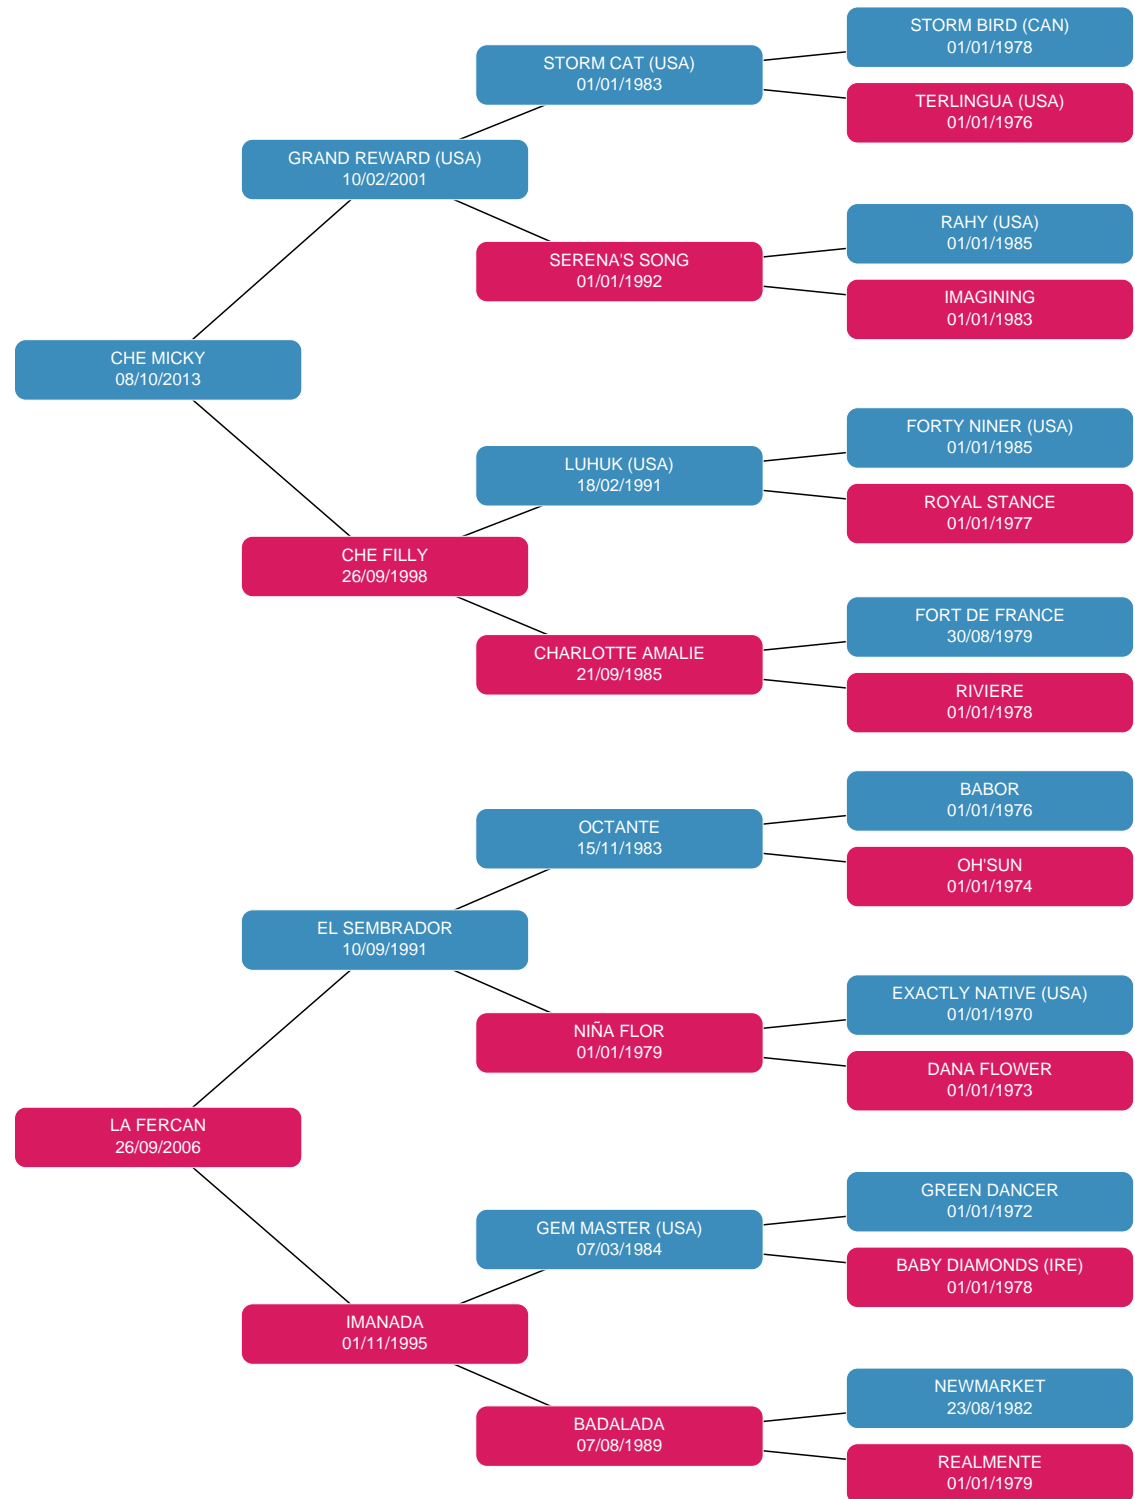 STORM BIRD (CAN)
01/01/1978
STORM CAT (USA)
01/01/1983
TERLINGUA (USA)
01/01/1976
GRAND REWARD (USA)
10/02/2001
RAHY (USA)
01/01/1985
SERENA'S SONG
01/01/1992
IMAGINING
01/01/1983
CHE MICKY
08/10/2013
FORTY NINER (USA)
01/01/1985
LUHUK (USA)
18/02/1991
ROYAL STANCE
01/01/1977
CHE FILLY
26/09/1998
FORT DE FRANCE
30/08/1979
CHARLOTTE AMALIE
21/09/1985
RIVIERE
01/01/1978
BABOR
01/01/1976
OCTANTE
15/11/1983
OH'SUN
01/01/1974
EL SEMBRADOR
10/09/1991
EXACTLY NATIVE (USA)
01/01/1970
NIÑA FLOR
01/01/1979
DANA FLOWER
01/01/1973
LA FERCAN
26/09/2006
GREEN DANCER
01/01/1972
GEM MASTER (USA)
07/03/1984
BABY DIAMONDS (IRE)
01/01/1978
IMANADA
01/11/1995
NEWMARKET
23/08/1982
BADALADA
07/08/1989
REALMENTE
01/01/1979